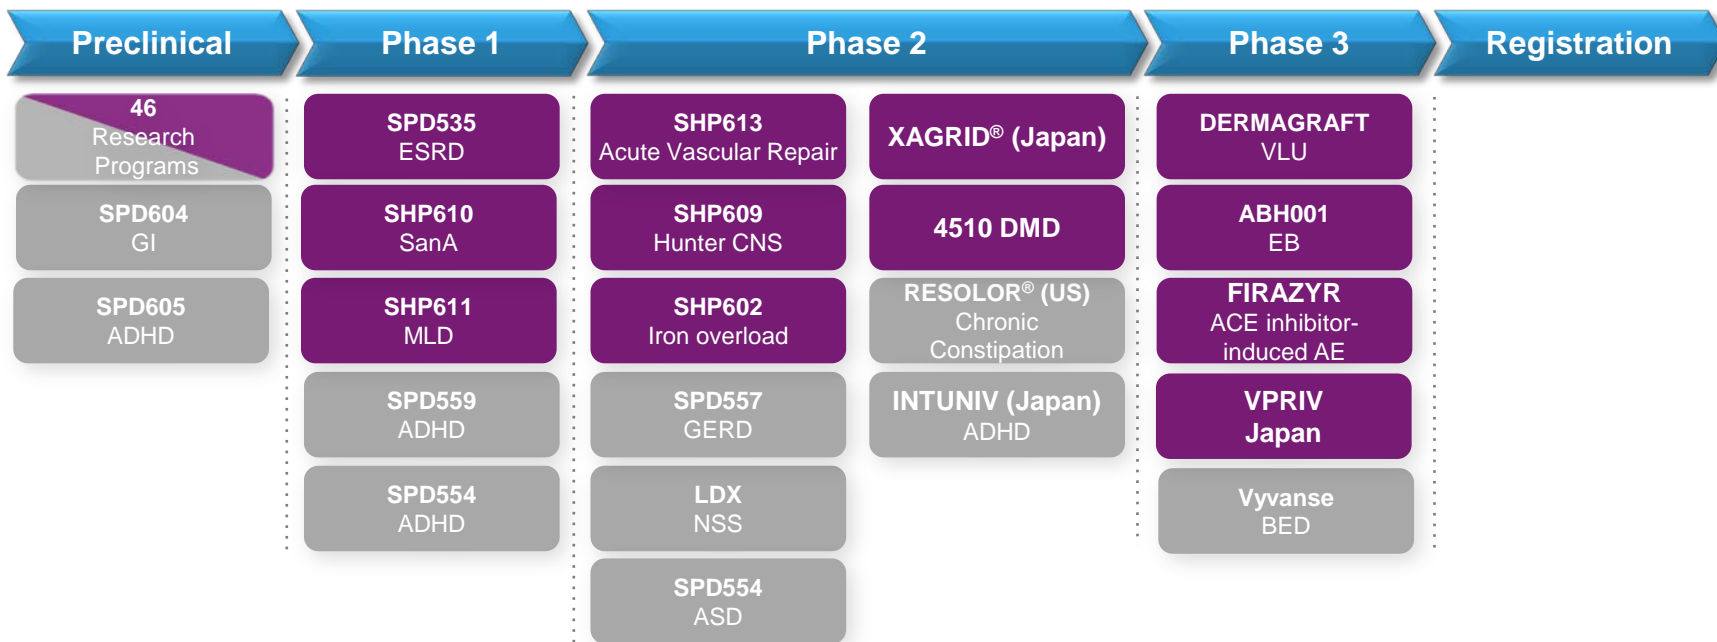 Preclinical
Phase 1
Phase 2
Phase 3
Registration
46
Research
Programs
SPD604
GI
SPD605
ADHD
SPD535
ESRD
SHP610
SanA
SHP611
MLD
SPD559
ADHD
SPD554
ADHD
SHP613
Acute Vascular Repair
SHP609
Hunter CNS
SHP602
Iron overload
SPD557
GERD
LDX
NSS
SPD554
ASD
XAGRID® (Japan)
4510 DMD
RESOLOR® (US)
Chronic
Constipation
INTUNIV (Japan)
ADHD
DERMAGRAFT
VLU
ABH001
EB
FIRAZYR
ACE inhibitor-
induced AE
VPRIV
Japan
Vyvanse
BED